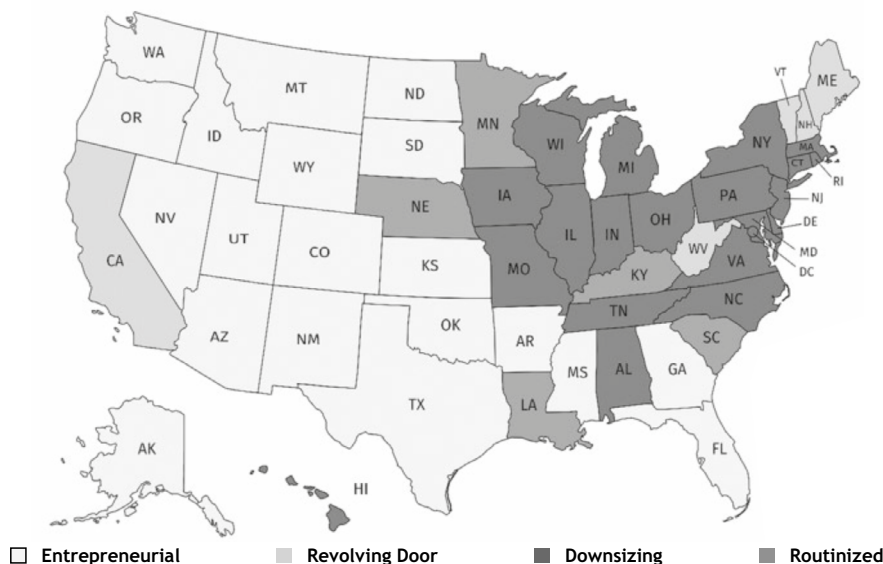 WA
MT
ND
MN
VT
ME
OR
ID
SD
WI
NH
NY
MA
WY
MI
CT
RI
IA
PA
NJ
NE
NV
OH
DE
IL
IN
UT
CO
WV
MD
CA
KS
MO
KY
VA
DC
NC
TN
AZ
NM
OK
AR
SC
MS
AL
GA
TX
LA
AK
FL
HI
Entrepreneurial Revolving Door Downsizing Routinized